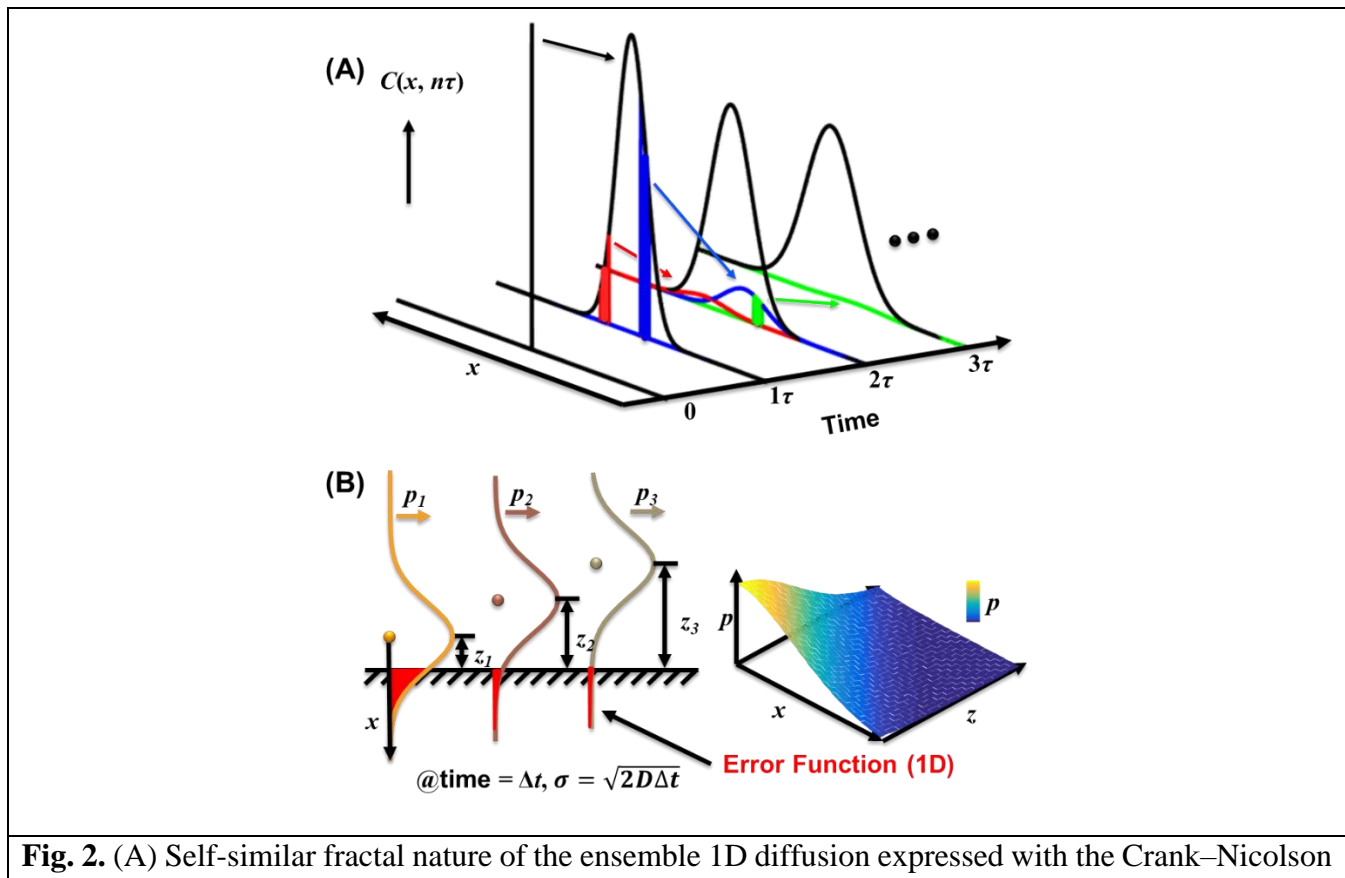 (A)
C(x, nτ)
x
0
1τ
2τ
3τ
Time
(B)
p₁
p₂
p₃
z₁
z₂
z₃
x
p
p
x
z
@time = Δt, σ = √2DΔt
Error Function (1D)
Fig. 2. (A) Self-similar fractal nature of the ensemble 1D diffusion expressed with the Crank–Nicolson